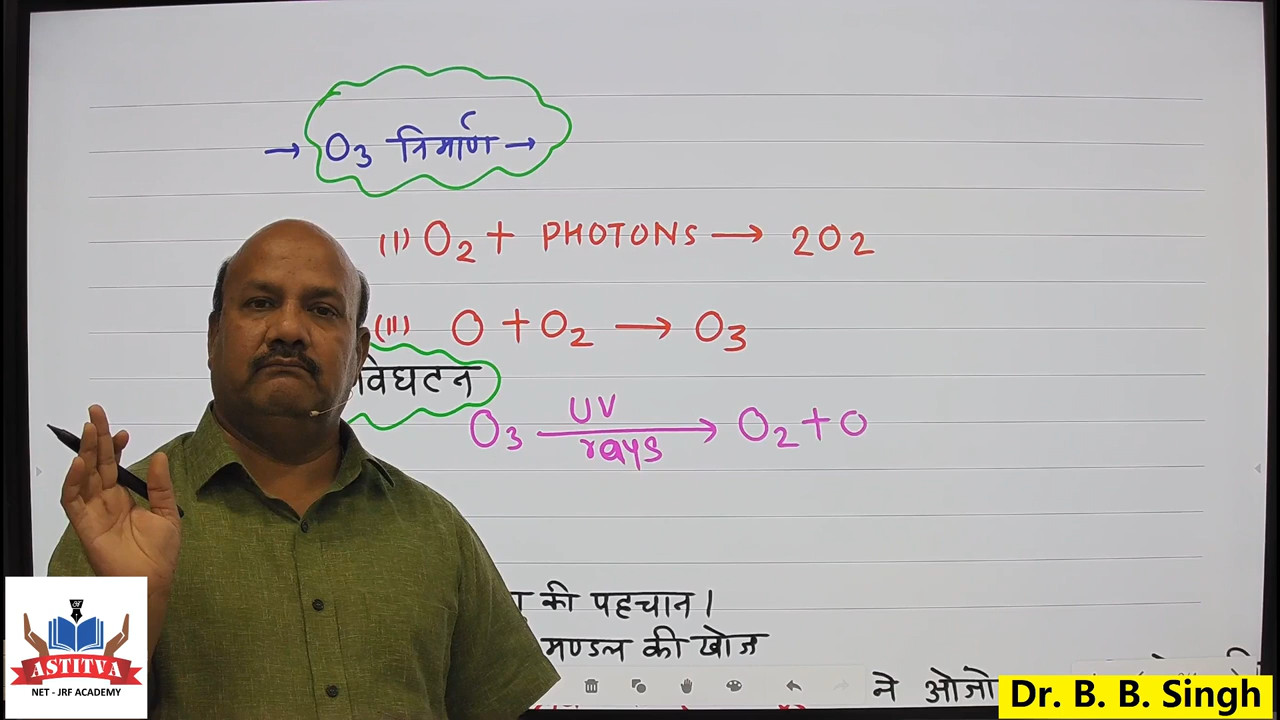 → O3 निर्माण →
(I) O2 + PHOTONS → 2O2
(II) O + O2 → O3
विघटन
O3 UV rays → O2 + O
की पहचान।
मण्डल की खोज
ने ओजो
ASTITVA
NET - JRF ACADEMY
Dr. B. B. Singh